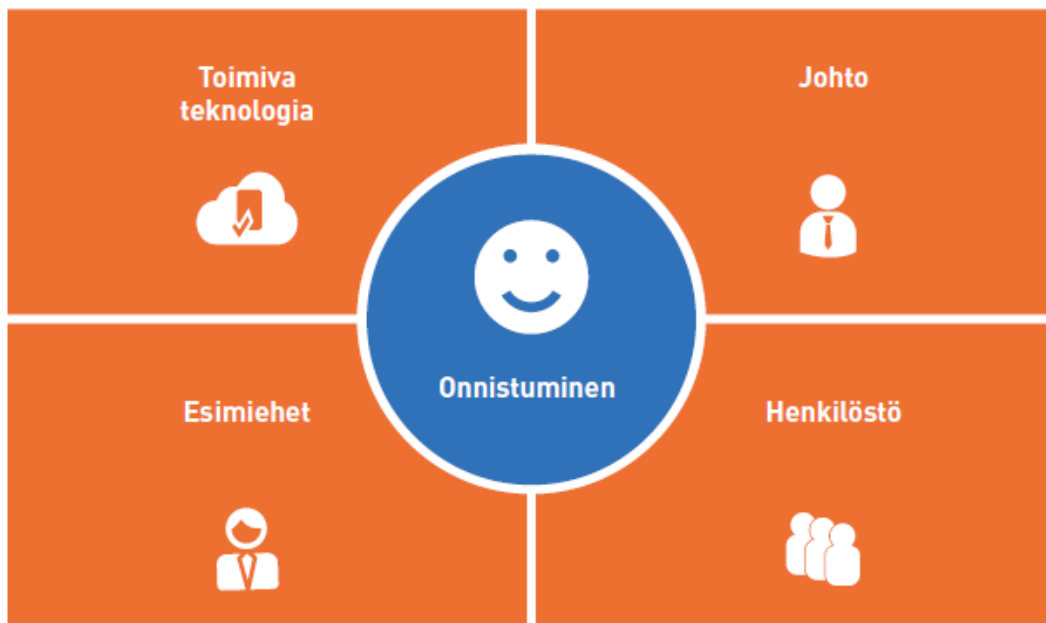 Toimiva
teknologia
Johto
Onnistuminen
Esimiehet
Henkilöstö